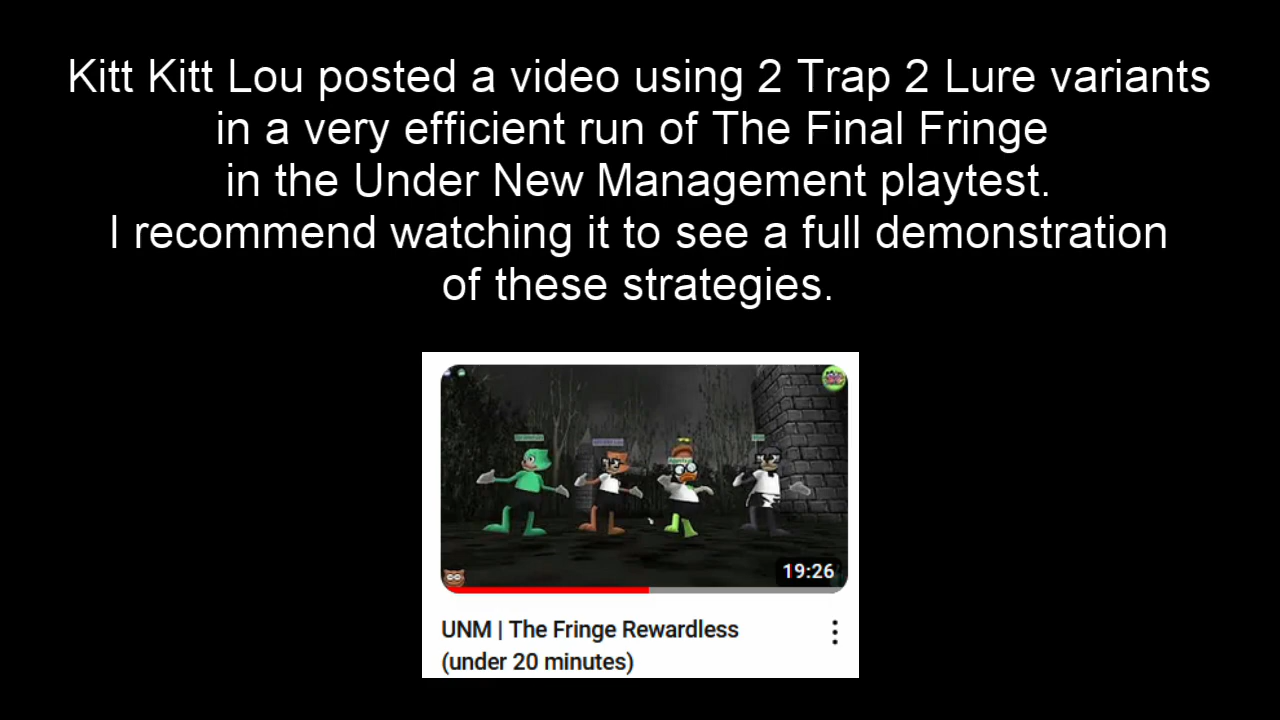 Kitt Kitt Lou posted a video using 2 Trap 2 Lure variants
in a very efficient run of The Final Fringe
in the Under New Management playtest.
I recommend watching it to see a full demonstration
of these strategies.
19:26
UNM | The Fringe Rewardless
(under 20 minutes)